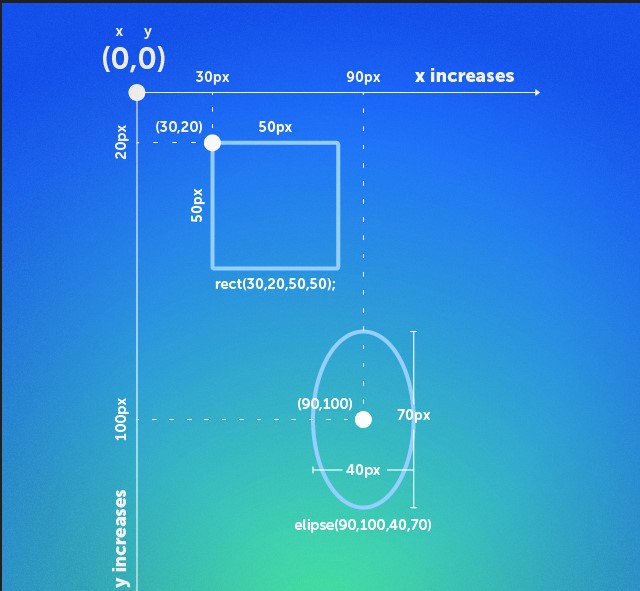 x y
(0,0)
30px
90px
x increases
20px
(30,20)
50px
50px
rect(30,20,50,50);
(90,100)
100px
70px
40px
y increases
elipse(90,100,40,70)